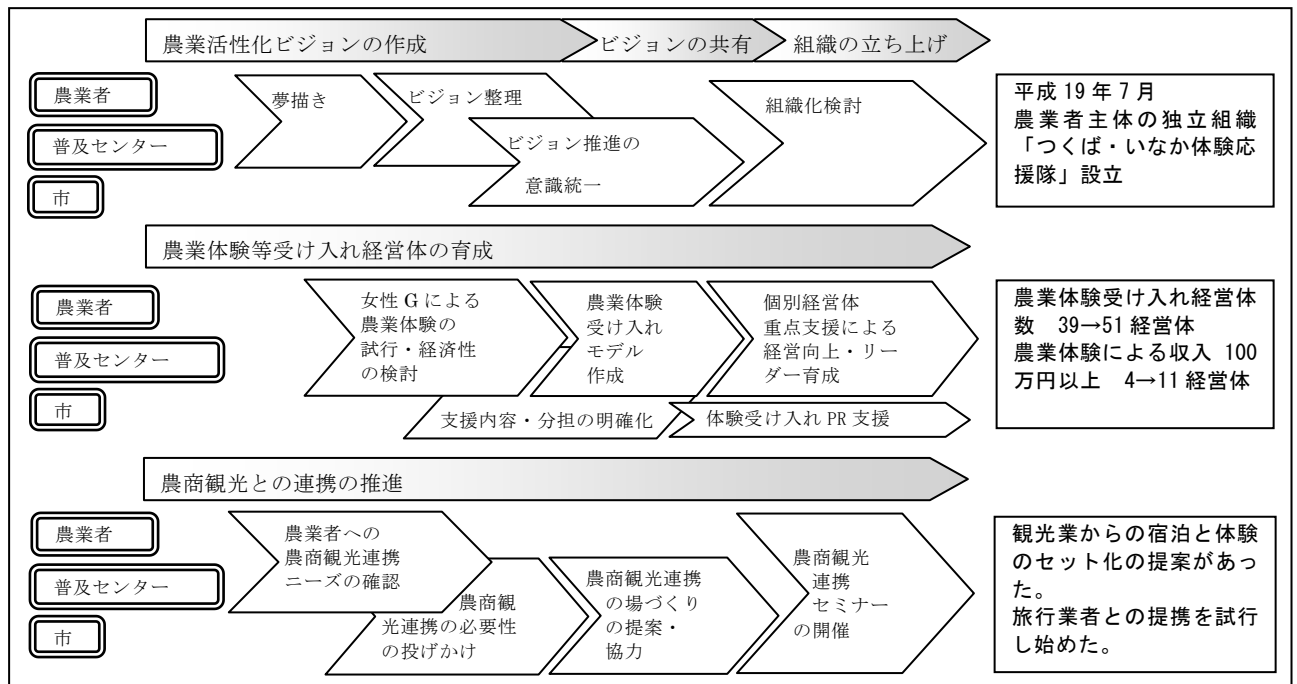 農業活性化ビジョンの作成
ビジョンの共有
組織の立ち上げ
農業者
普及センター
市
夢描き
ビジョン整理
ビジョン推進の
意識統一
組織化検討
平成 19 年 7 月
農業者主体の独立組織
「つくば・いなか体験応
援隊」設立
農業体験等受け入れ経営体の育成
農業者
普及センター
市
女性 G による
農業体験の
試行・経済性
の検討
農業体験
受け入れ
モデル
作成
個別経営体
重点支援による
経営向上・リー
ダー育成
支援内容・分担の明確化
体験受け入れ PR 支援
農業体験受け入れ経営体
数 39→51 経営体
農業体験による収入 100
万円以上 4→11 経営体
農商観光との連携の推進
農業者
普及センター
市
農業者への
農商観光連携
ニーズの確認
農商観
光連携の必要性
の投げかけ
農商観光連携
の場づくり
の提案・
協力
農商観光
連携
セミナー
の開催
観光業からの宿泊と体験
のセット化の提案があっ
た。
旅行業者との提携を試行
し始めた。